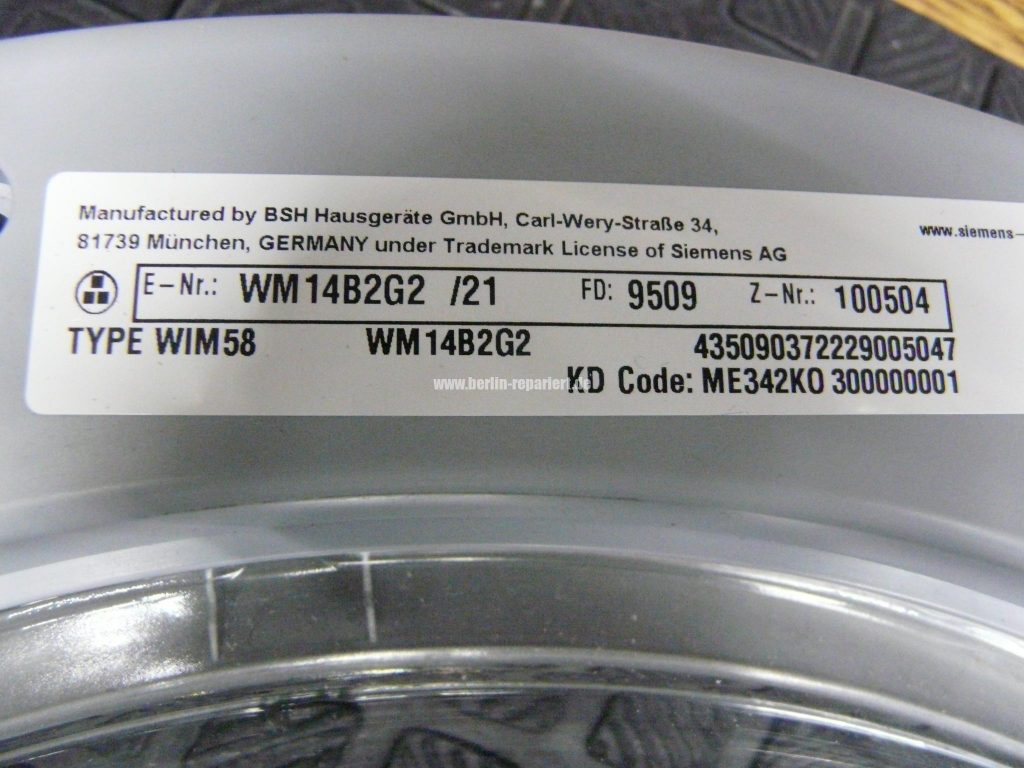 Manufactured by BSH Hausgeräte GmbH, Carl-Wery-Straße 34,
81739 München, GERMANY under Trademark License of Siemens AG
www.siemens-
E-Nr.: WM14B2G2 /21 FD: 9509 Z-Nr.: 100504
TYPE WIM58 WM14B2G2 435090372229005047
www.berlin-repariert.de
KD Code: ME342KO 300000001